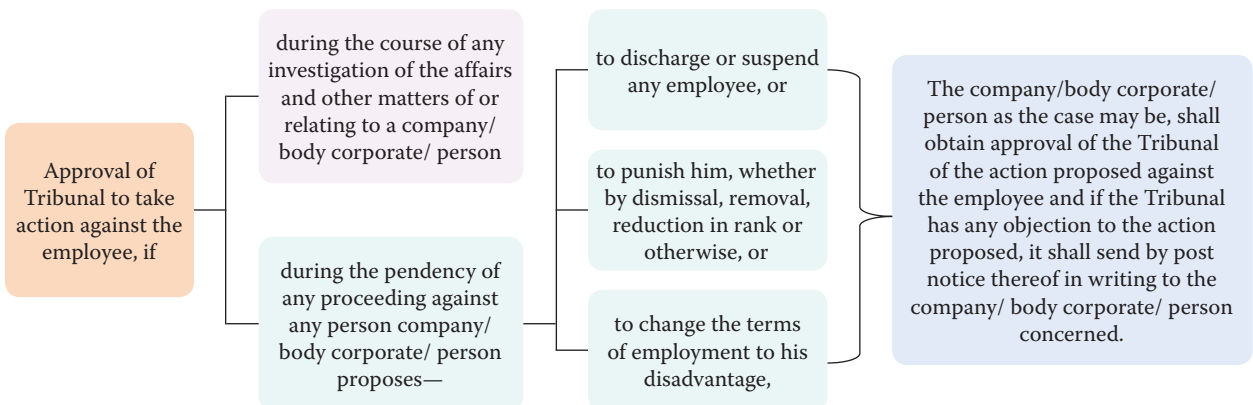 Approval of
Tribunal to take
action against the
employee, if
during the course of any
investigation of the affairs
and other matters of or
relating to a company/
body corporate/ person
during the pendency of
any proceeding against
any person company/
body corporate/ person
proposes—
to discharge or suspend
any employee, or
to punish him, whether
by dismissal, removal,
reduction in rank or
otherwise, or
to change the terms
of employment to his
disadvantage,
The company/body corporate/
person as the case may be, shall
obtain approval of the Tribunal
of the action proposed against
the employee and if the Tribunal
has any objection to the action
proposed, it shall send by post
notice thereof in writing to the
company/ body corporate/ person
concerned.